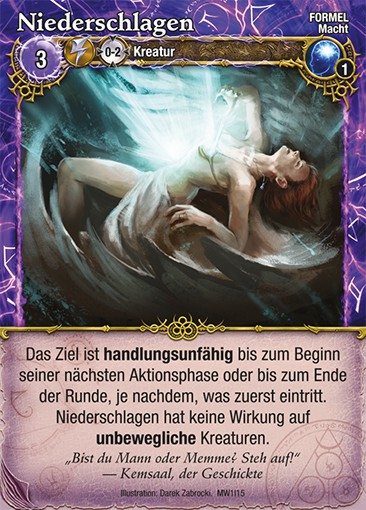 Niederschlagen
FORMEL
Macht
3
0-2
Kreatur
1
Das Ziel ist handlungsunfähig bis zum Beginn
seiner nächsten Aktionsphase oder bis zum Ende
der Runde, je nachdem, was zuerst eintritt.
Niederschlagen hat keine Wirkung auf
unbewegliche Kreaturen.
„Bist du Mann oder Memme? Steh auf!“
— Kemsaal, der Geschickte
Illustration: Darek Zabrocki, MW1I15